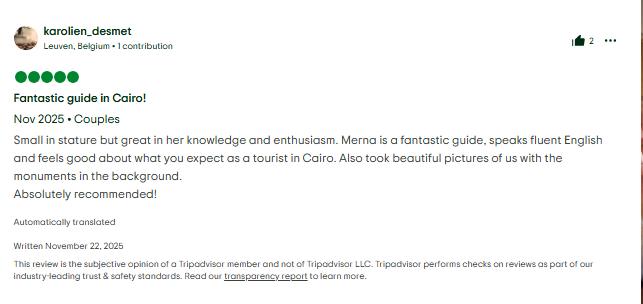 karolien_desmet
Leuven, Belgium • 1 contribution
2
Fantastic guide in Cairo!
Nov 2025 • Couples
Small in stature but great in her knowledge and enthusiasm. Merna is a fantastic guide, speaks fluent English
and feels good about what you expect as a tourist in Cairo. Also took beautiful pictures of us with the
monuments in the background.
Absolutely recommended!
Automatically translated
Written November 22, 2025
This review is the subjective opinion of a Tripadvisor member and not of Tripadvisor LLC. Tripadvisor performs checks on reviews as part of our
industry-leading trust & safety standards. Read our transparency report to learn more.